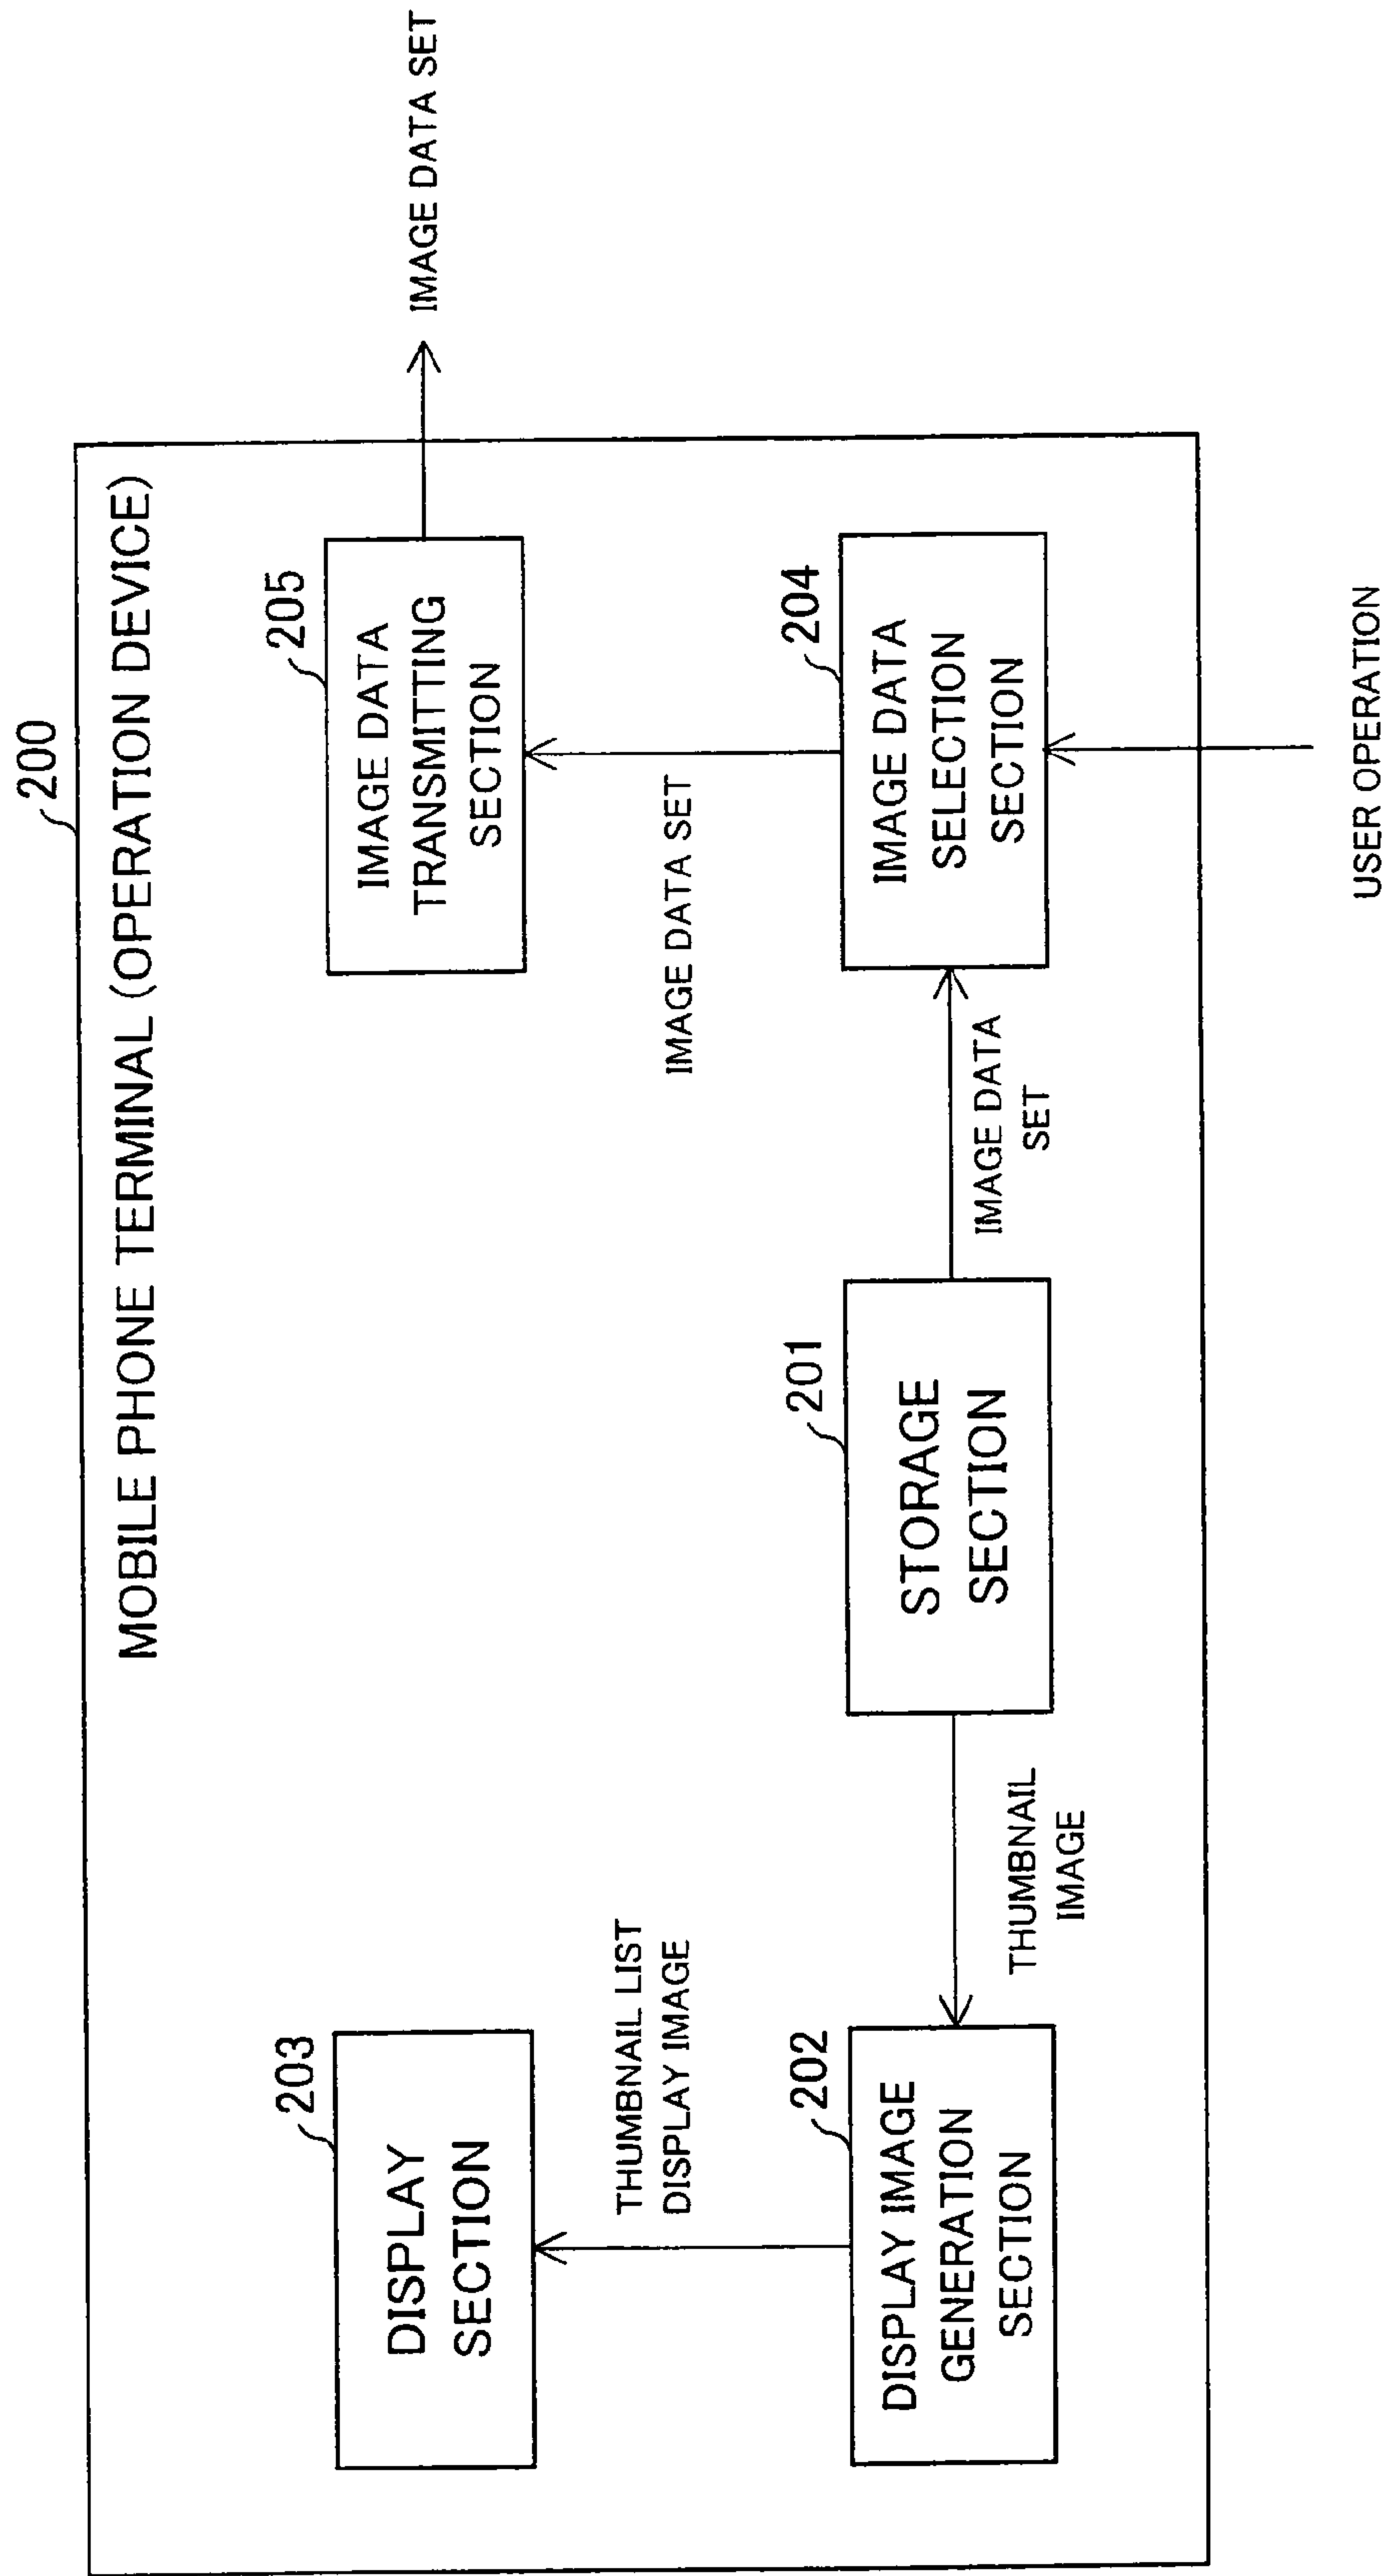 200
MOBILE PHONE TERMINAL (OPERATION DEVICE)
203
DISPLAY
SECTION
205
IMAGE DATA
TRANSMITTING
SECTION
IMAGE DATA SET
THUMBNAIL LIST
DISPLAY IMAGE
IMAGE DATA SET
202
DISPLAY IMAGE
GENERATION
SECTION
THUMBNAIL
IMAGE
201
STORAGE
SECTION
IMAGE DATA
SET
204
IMAGE DATA
SELECTION
SECTION
USER OPERATION